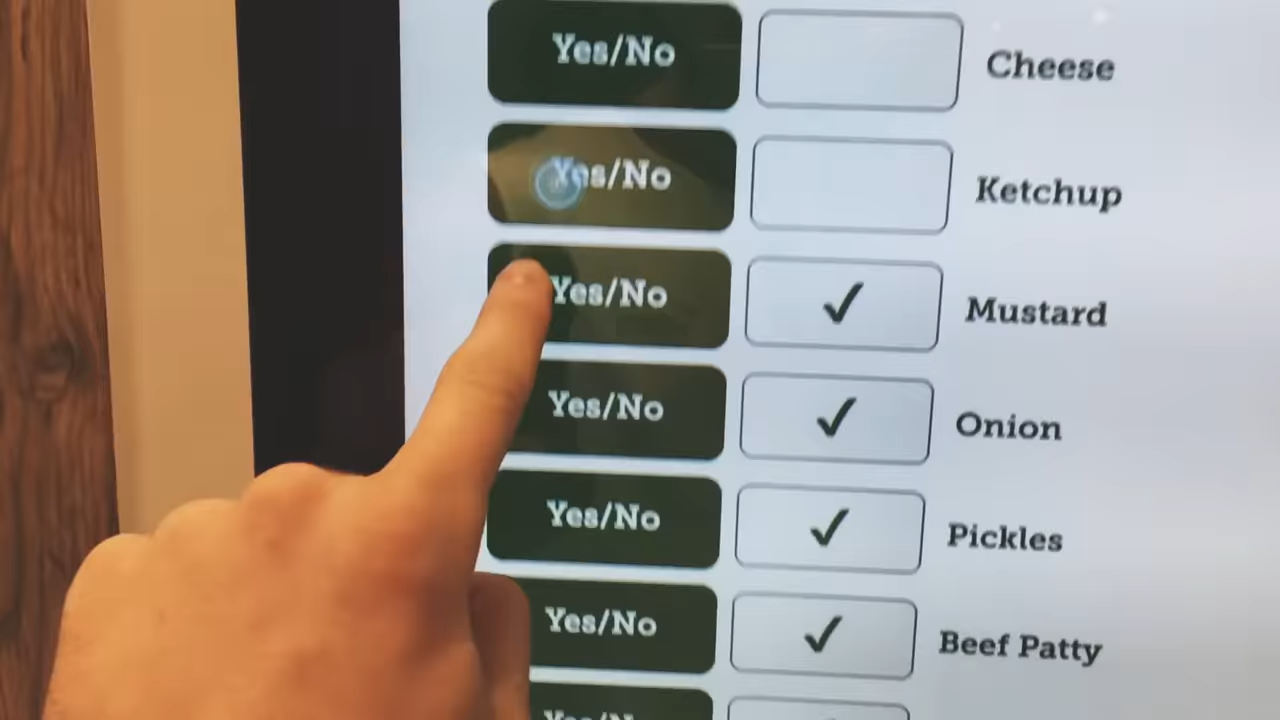 Yes/No Cheese
Yes/No Ketchup
Yes/No ✓ Mustard
Yes/No ✓ Onion
Yes/No ✓ Pickles
Yes/No ✓ Beef Patty